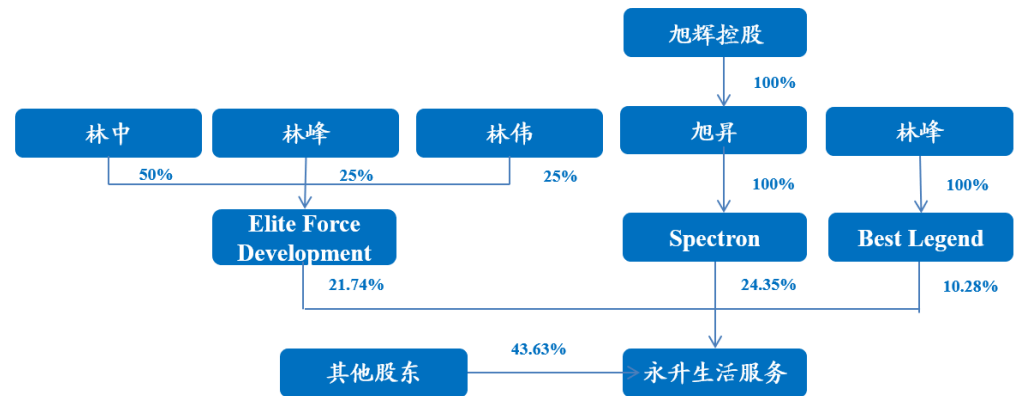 旭辉控股
100%
林中
林峰
林伟
旭昇
林峰
50%
25%
25%
100%
100%
Elite Force
Development
Spectron
Best Legend
21.74%
24.35%
10.28%
43.63%
其他股东
永升生活服务